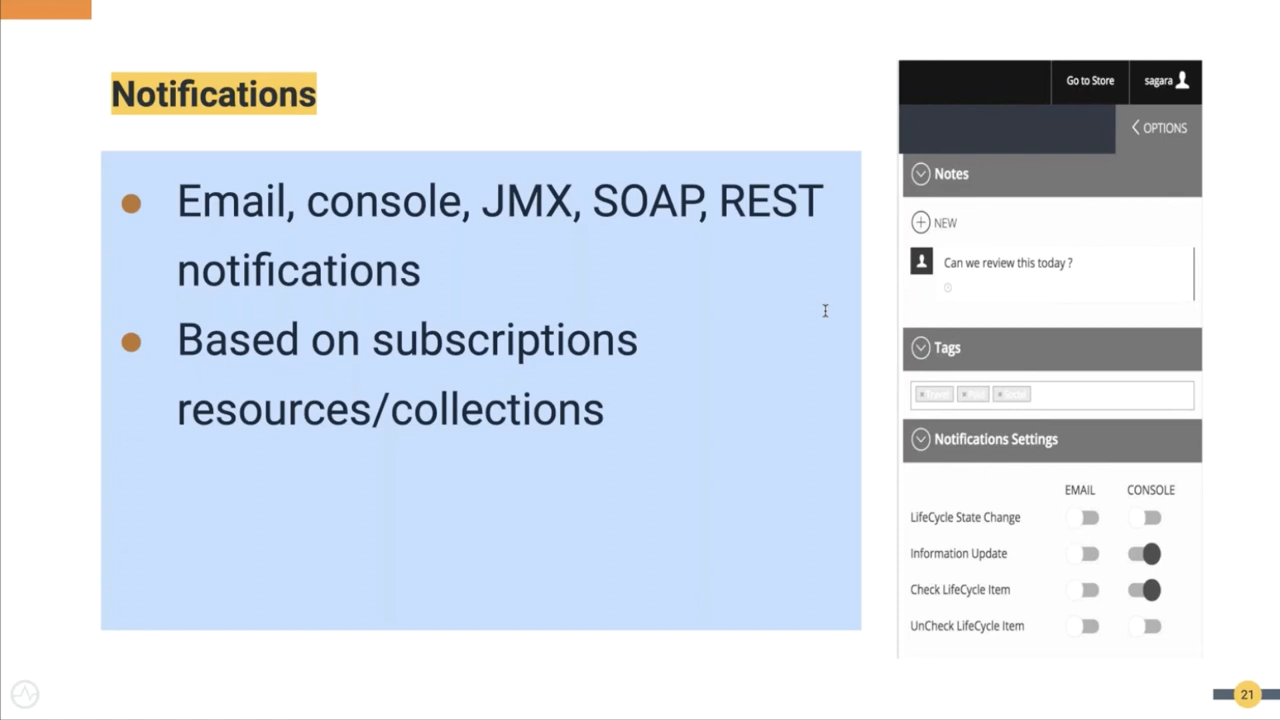 Notifications
Email, console, JMX, SOAP, REST
notifications
Based on subscriptions
resources/collections
Go to Store
sagara
OPTIONS
Notes
NEW
Can we review this today ?
Tags
× Travel
×
× Social
Notifications Settings
EMAIL CONSOLE
LifeCycle State Change
Information Update
Check LifeCycle Item
UnCheck LifeCycle Item
21